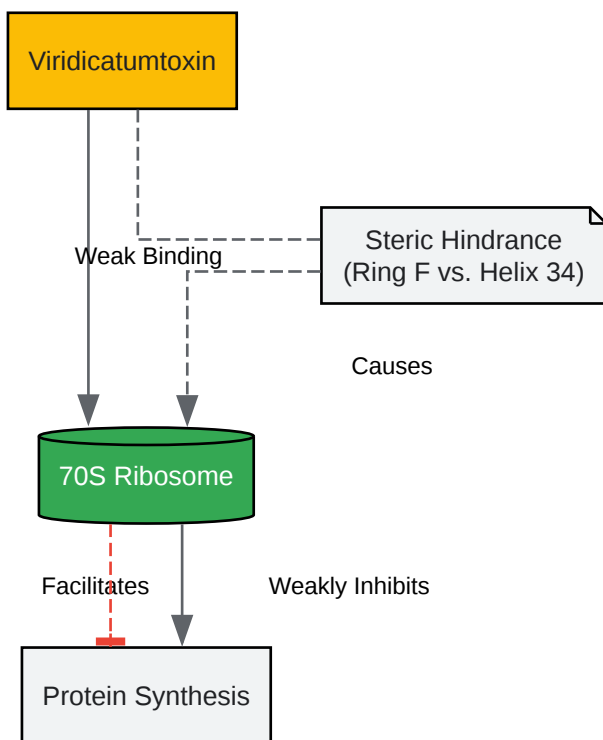 Viridicatumtoxin
Steric Hindrance
(Ring F vs. Helix 34)
Weak Binding
Causes
70S Ribosome
Facilitates
Weakly Inhibits
Protein Synthesis